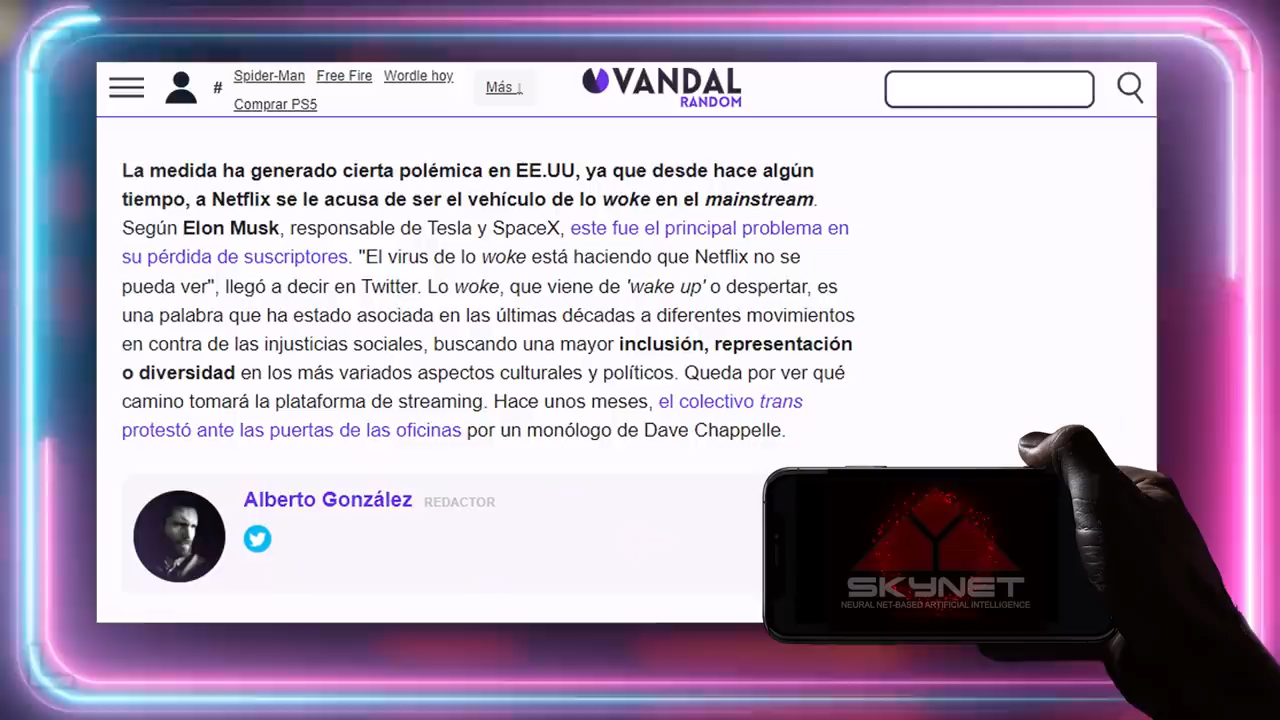 # Spider-Man Free Fire Wordle hoy
Comprar PS5
Más ↓
VANDAL
RANDOM
La medida ha generado cierta polémica en EE.UU, ya que desde hace algún
tiempo, a Netflix se le acusa de ser el vehículo de lo woke en el mainstream.
Según Elon Musk, responsable de Tesla y SpaceX, este fue el principal problema en
su pérdida de suscriptores. "El virus de lo woke está haciendo que Netflix no se
pueda ver", llegó a decir en Twitter. Lo woke, que viene de 'wake up' o despertar, es
una palabra que ha estado asociada en las últimas décadas a diferentes movimientos
en contra de las injusticias sociales, buscando una mayor inclusión, representación
o diversidad en los más variados aspectos culturales y políticos. Queda por ver qué
camino tomará la plataforma de streaming. Hace unos meses, el colectivo trans
protestó ante las puertas de las oficinas por un monólogo de Dave Chappelle.
Alberto González REDACTOR
SKYNET
NEURAL NET-BASED ARTIFICIAL INTELLIGENCE